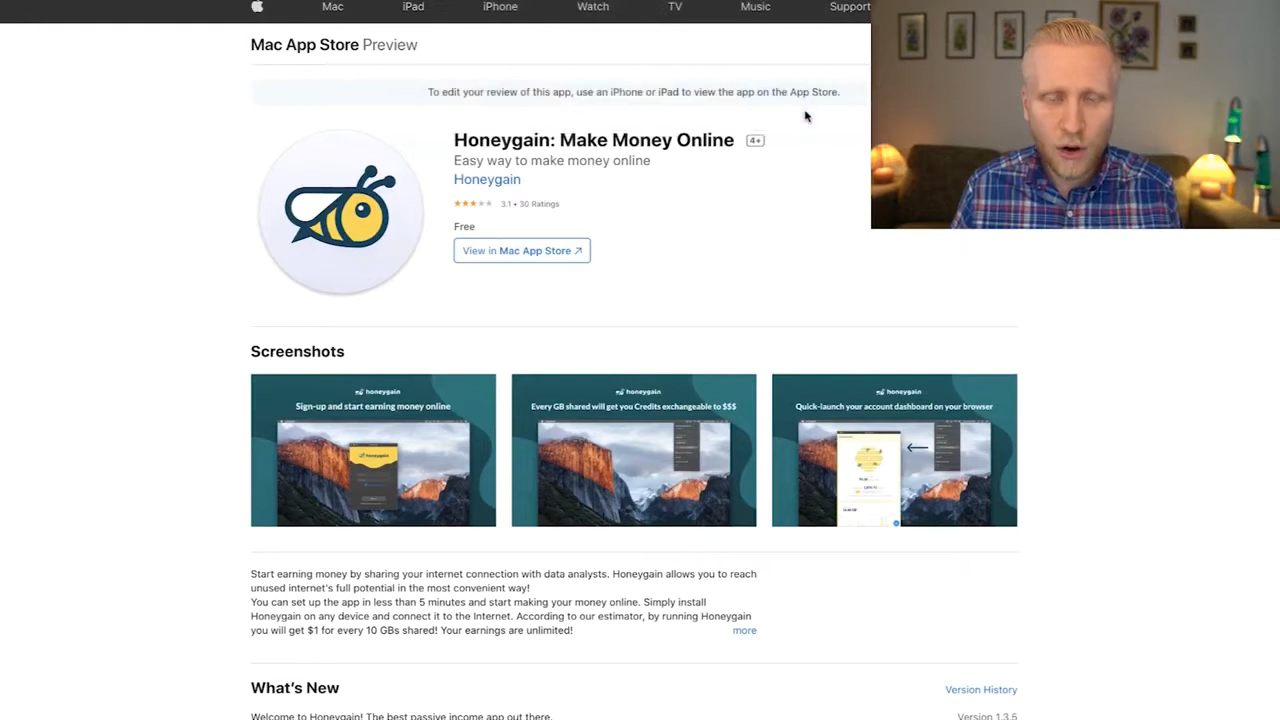 Mac iPad iPhone Watch TV Music Support
Mac App Store Preview
To edit your review of this app, use an iPhone or iPad to view the app on the App Store.
Honeygain: Make Money Online 4+
Easy way to make money online
Honeygain
3.1 • 30 Ratings
Free
View in Mac App Store ↗
Screenshots
honeygain
Sign-up and start earning money online
honeygain
Every GB shared will get you Credits exchangeable to $$$
honeygain
Quick-launch your account dashboard on your browser
Start earning money by sharing your internet connection with data analysts. Honeygain allows you to reach
unused internet's full potential in the most convenient way!
You can set up the app in less than 5 minutes and start making your money online. Simply install
Honeygain on any device and connect it to the Internet. According to our estimator, by running Honeygain
you will get $1 for every 10 GBs shared! Your earnings are unlimited!
more
What's New
Version History
Welcome to Honeygain! The best passive income app out there.
Version 1.3.5